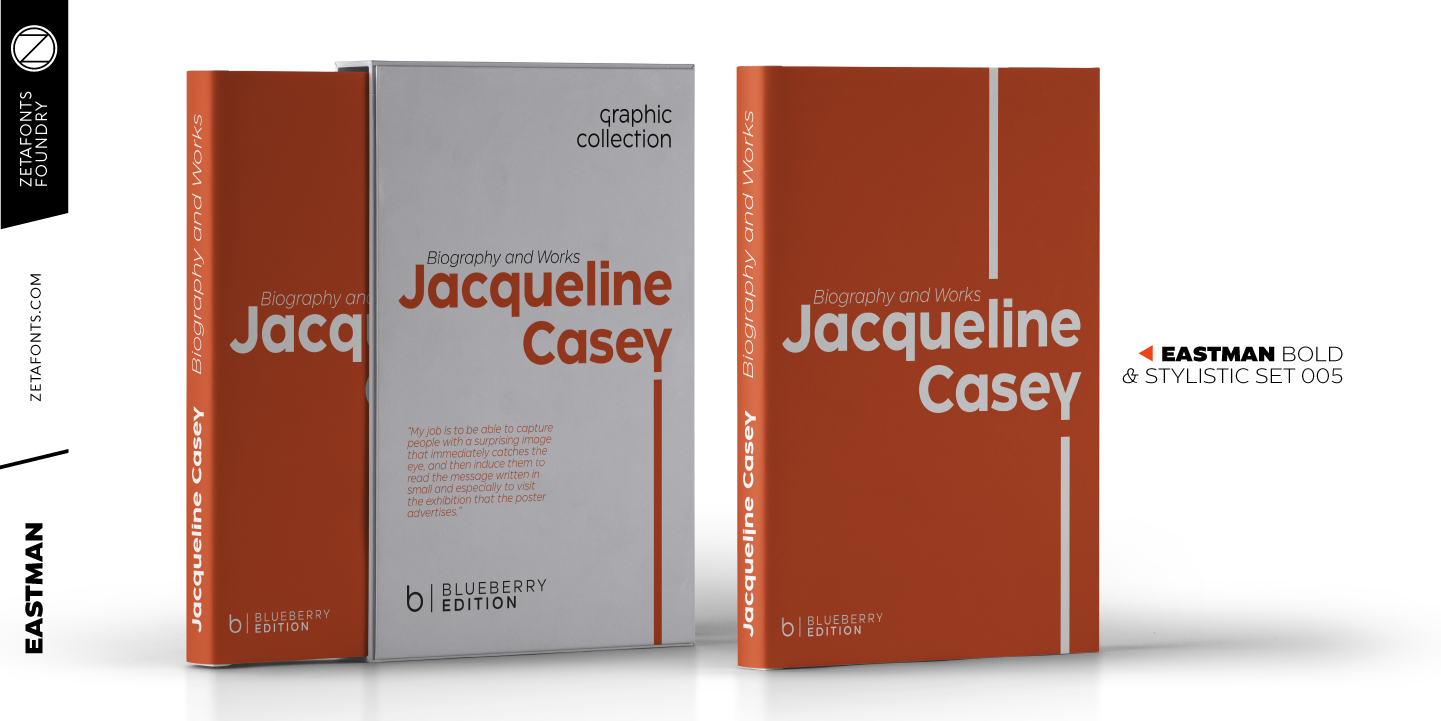 ZETAFONTS
FOUNDRY
ZETAFONTS.COM
EASTMAN
Jacqueline Casey Biography and Works
Biography and
Jacq
b | BLUEBERRY
EDITION
graphic
collection
Biography and Works
Jacqueline
Casey
"My job is to be able to capture
people with a surprising image
that immediately catches the
eye, and then induce them to
read the message written in
small and especially to visit
the exhibition that the poster
advertises."
b | BLUEBERRY
EDITION
Jacqueline Casey Biography and Works
Biography and Works
Jacqueline
Casey
b | BLUEBERRY
EDITION
EASTMAN BOLD
& STYLISTIC SET 005